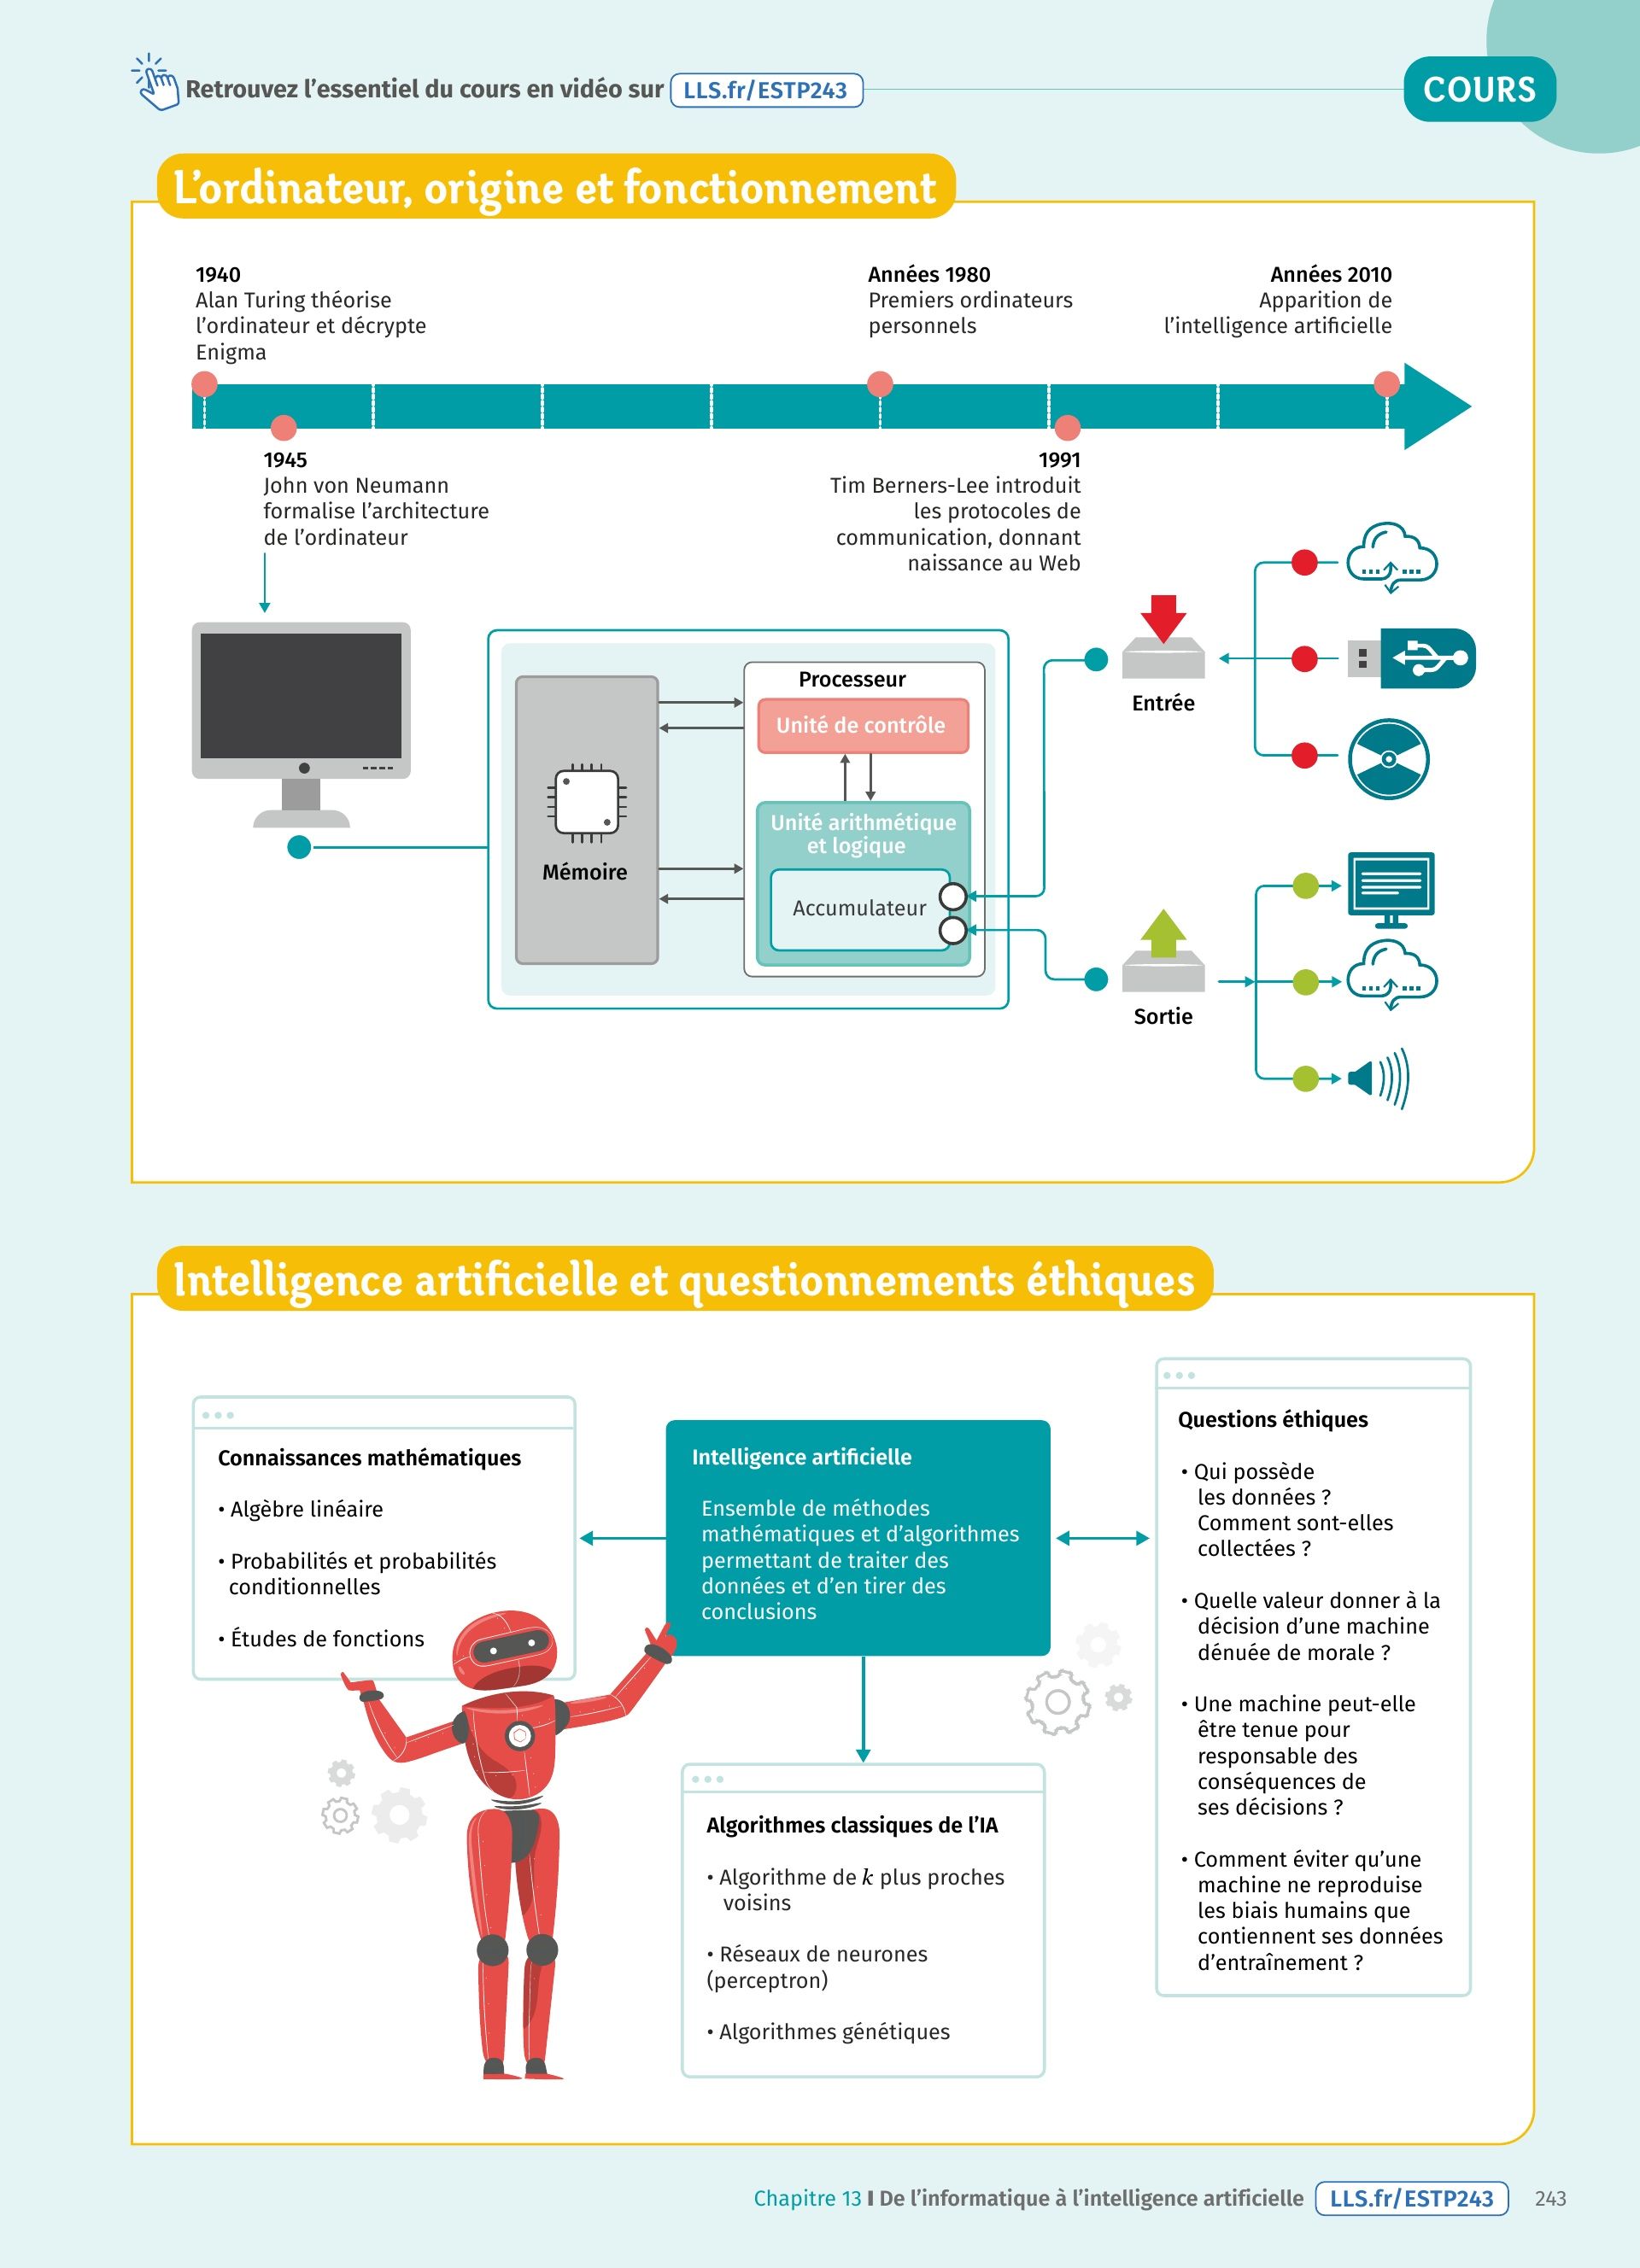 Retrouvez l'essentiel du cours en vidéo sur LLS.fr/ESTP243
COURS
L'ordinateur, origine et fonctionnement
1940
Alan Turing théorise
l'ordinateur et décrypte
Enigma
Années 1980
Premiers ordinateurs
personnels
Années 2010
Apparition de
l'intelligence artificielle
1945
John von Neumann
formalise l'architecture
de l'ordinateur
1991
Tim Berners-Lee introduit
les protocoles de
communication, donnant
naissance au Web
Mémoire
Processeur
Unité de contrôle
Unité arithmétique
et logique
Accumulateur
Entrée
Sortie
Intelligence artificielle et questionnements éthiques
Connaissances mathématiques
• Algèbre linéaire
• Probabilités et probabilités
conditionnelles
• Études de fonctions
Intelligence artificielle
Ensemble de méthodes
mathématiques et d'algorithmes
permettant de traiter des
données et d'en tirer des
conclusions
Algorithmes classiques de l'IA
• Algorithme de k plus proches
voisins
• Réseaux de neurones
(perceptron)
• Algorithmes génétiques
Questions éthiques
• Qui possède
les données ?
Comment sont-elles
collectées ?
• Quelle valeur donner à la
décision d'une machine
dénuée de morale ?
• Une machine peut-elle
être tenue pour
responsable des
conséquences de
ses décisions ?
• Comment éviter qu'une
machine ne reproduise
les biais humains que
contiennent ses données
d'entraînement ?
Chapitre 13 I De l'informatique à l'intelligence artificielle LLS.fr/ESTP243 243